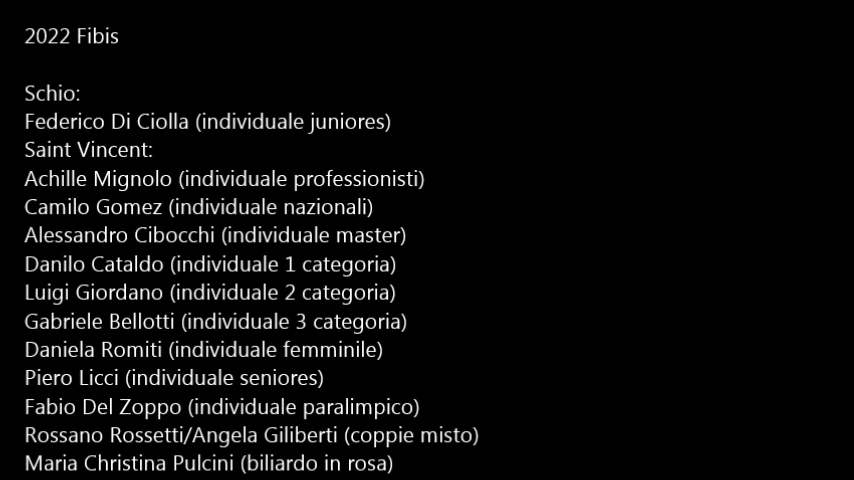 2022 Fibis
Schio:
Federico Di Ciolla (individuale juniores)
Saint Vincent:
Achille Mignolo (individuale professionisti)
Camilo Gomez (individuale nazionali)
Alessandro Cibocchi (individuale master)
Danilo Cataldo (individuale 1 categoria)
Luigi Giordano (individuale 2 categoria)
Gabriele Bellotti (individuale 3 categoria)
Daniela Romiti (individuale femminile)
Piero Licci (individuale seniores)
Fabio Del Zoppo (individuale paralimpico)
Rossano Rossetti/Angela Giliberti (coppie misto)
Maria Christina Pulcini (biliardo in rosa)